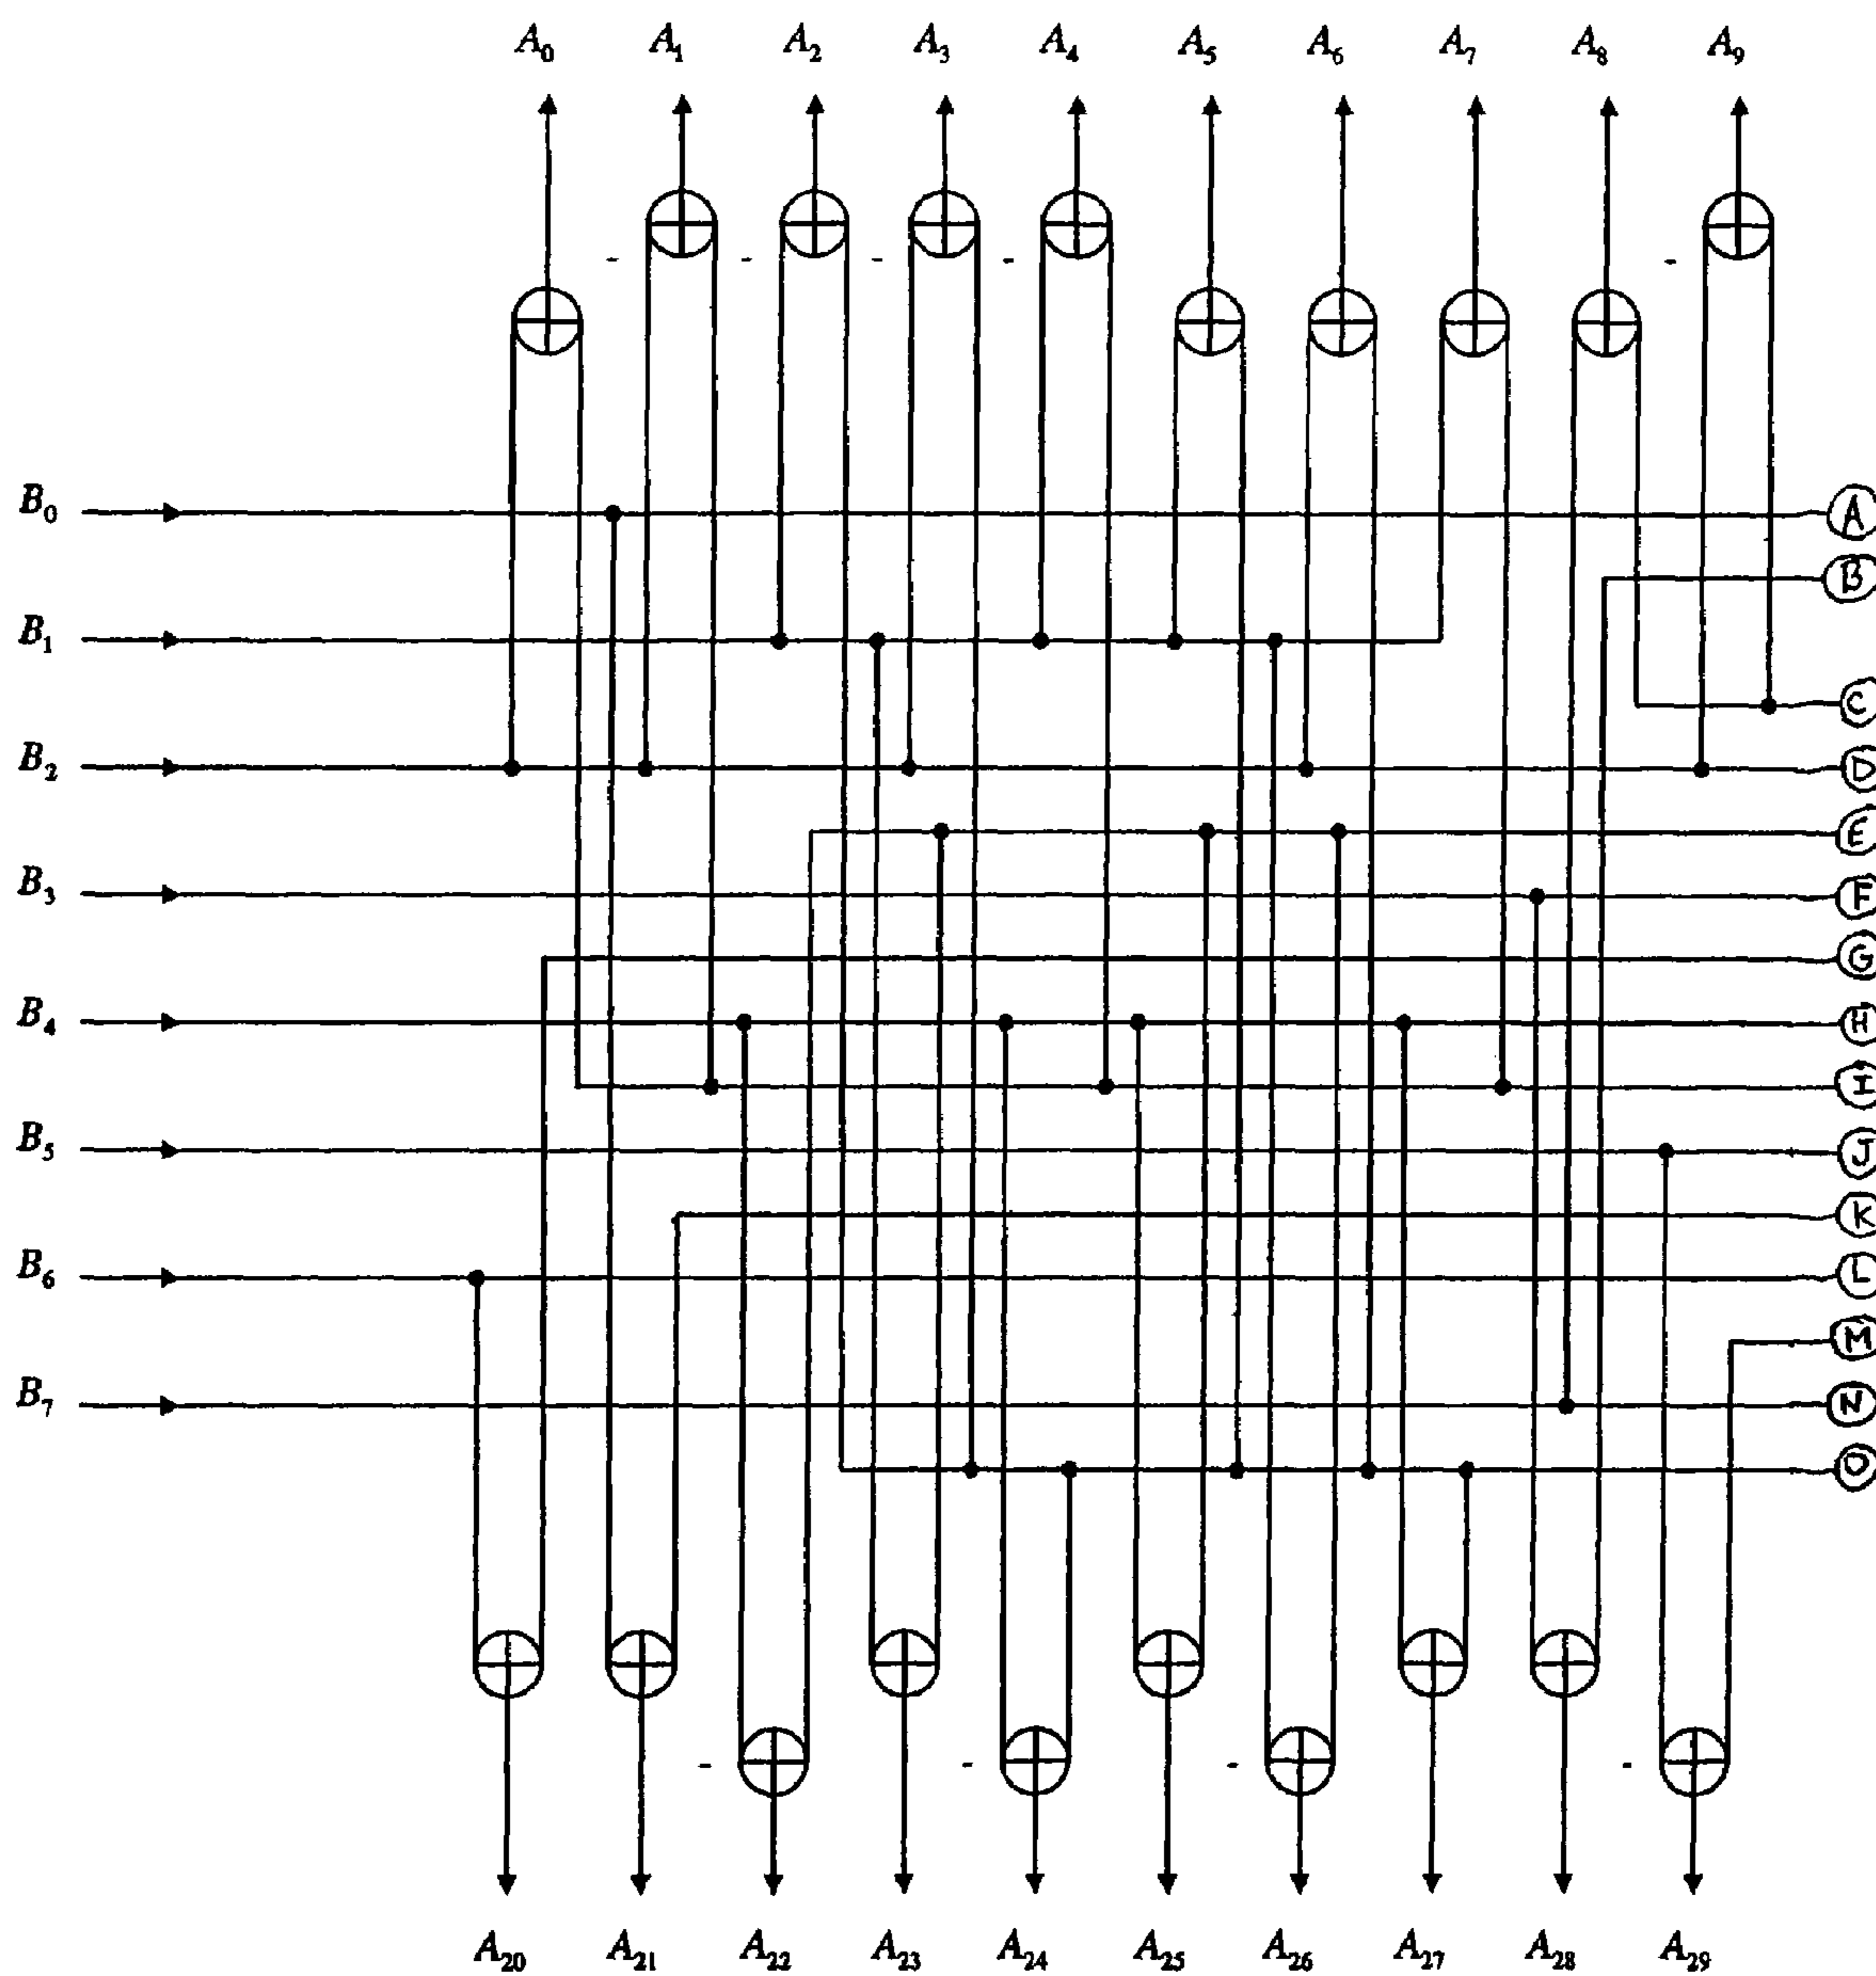 A₀ A₁ A₂ A₃ A₄ A₅ A₆ A₇ A₈ A₉
B₀
A
B
B₁
C
B₂
D
E
B₃
F
G
B₄
H
I
B₅
J
K
B₆
L
M
B₇
N
O
A₂₀ A₂₁ A₂₂ A₂₃ A₂₄ A₂₅ A₂₆ A₂₇ A₂₈ A₂₉